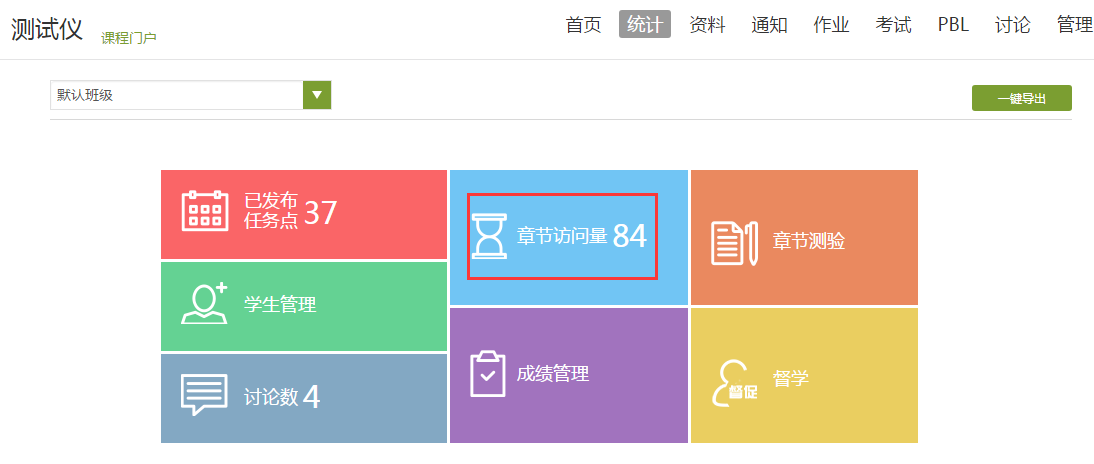 测试仪 课程门户 首页 统计 资料 通知 作业 考试 PBL 讨论 管理
默认班级 一键导出
已发布
任务点 37
章节访问量 84
章节测验
学生管理
成绩管理
督促 督学
讨论数 4